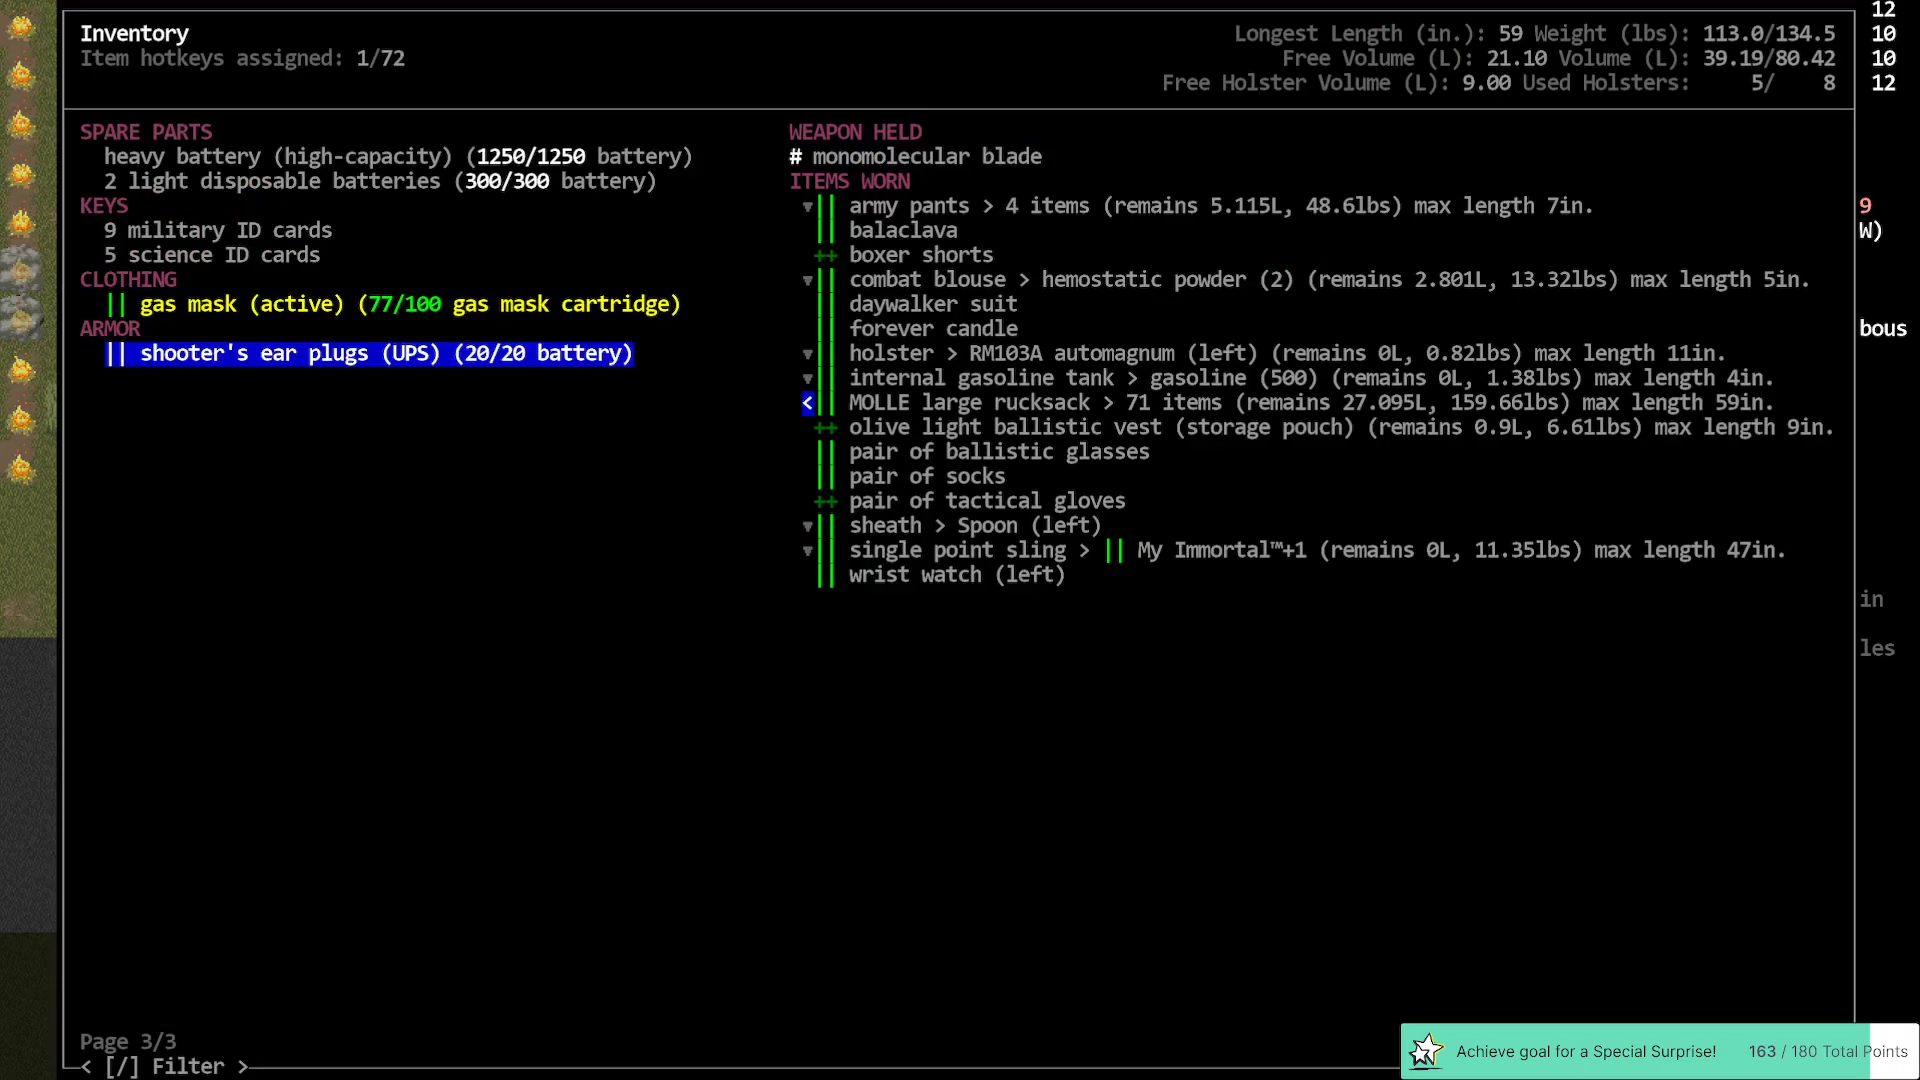 Inventory
Item hotkeys assigned: 1/72
Longest Length (in.): 59 Weight (lbs): 113.0/134.5
Free Volume (L): 21.10 Volume (L): 39.19/80.42
Free Holster Volume (L): 9.00 Used Holsters: 5/ 8
12
10
10
12
SPARE PARTS
heavy battery (high-capacity) (1250/1250 battery)
2 light disposable batteries (300/300 battery)
KEYS
9 military ID cards
5 science ID cards
CLOTHING
|| gas mask (active) (77/100 gas mask cartridge)
ARMOR
|| shooter's ear plugs (UPS) (20/20 battery)
WEAPON HELD
# monomolecular blade
ITEMS WORN
▼|| army pants > 4 items (remains 5.115L, 48.6lbs) max length 7in.
|| balaclava
++ boxer shorts
▼|| combat blouse > hemostatic powder (2) (remains 2.801L, 13.32lbs) max length 5in.
|| daywalker suit
|| forever candle
▼|| holster > RM103A automagnum (left) (remains 0L, 0.82lbs) max length 11in.
▼|| internal gasoline tank > gasoline (500) (remains 0L, 1.38lbs) max length 4in.
<|| MOLLE large rucksack > 71 items (remains 27.095L, 159.66lbs) max length 59in.
++ olive light ballistic vest (storage pouch) (remains 0.9L, 6.61lbs) max length 9in.
|| pair of ballistic glasses
|| pair of socks
++ pair of tactical gloves
▼|| sheath > Spoon (left)
▼|| single point sling > || My Immortal™+1 (remains 0L, 11.35lbs) max length 47in.
|| wrist watch (left)
9
W)
bous
in
les
Page 3/3
< [/] Filter >
Achieve goal for a Special Surprise! 163 / 180 Total Points